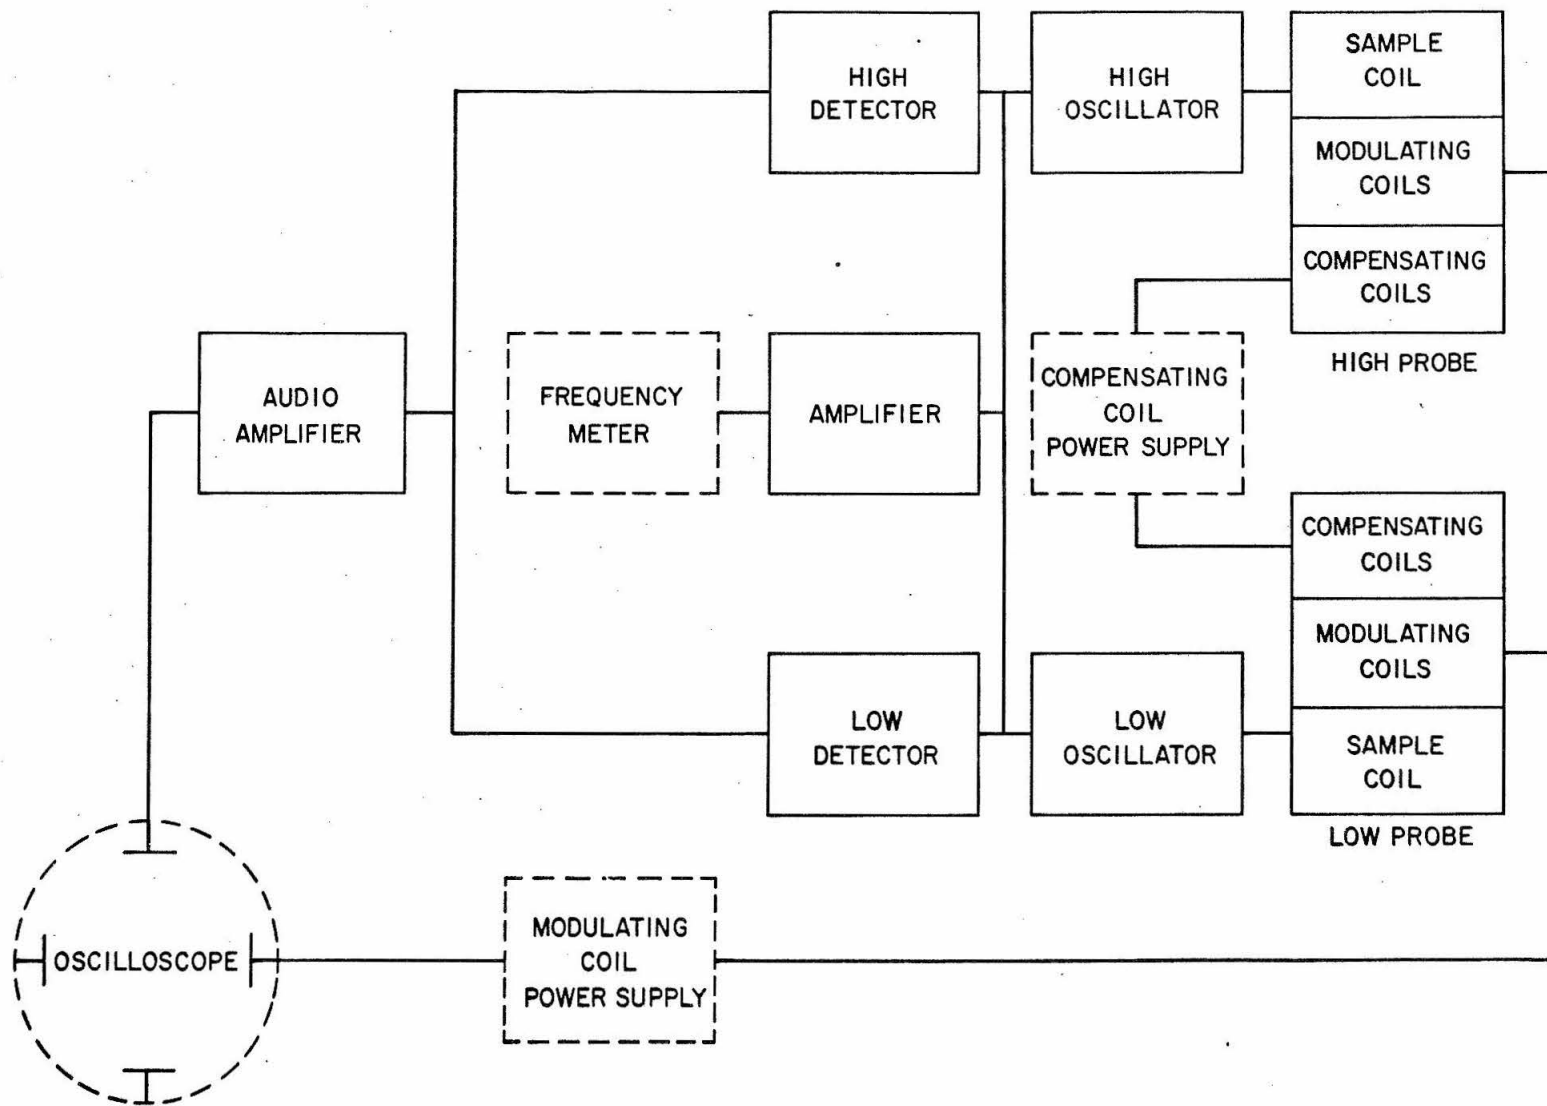 HIGH
DETECTOR
HIGH
OSCILLATOR
SAMPLE
COIL
MODULATING
COILS
COMPENSATING
COILS
HIGH PROBE
AUDIO
AMPLIFIER
FREQUENCY
METER
AMPLIFIER
COMPENSATING
COIL
POWER SUPPLY
COMPENSATING
COILS
MODULATING
COILS
SAMPLE
COIL
LOW PROBE
LOW
DETECTOR
LOW
OSCILLATOR
OSCILLOSCOPE
MODULATING
COIL
POWER SUPPLY